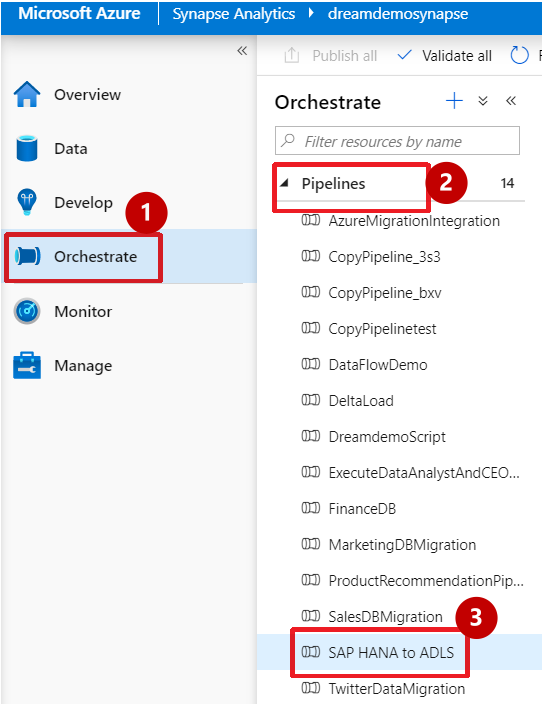 Microsoft Azure Synapse Analytics dreamdemosynapse
« Publish all Validate all
Overview
Data
Develop
1
Orchestrate
Monitor
Manage
Orchestrate + «
Filter resources by name
Pipelines 2 14
AzureMigrationIntegration
CopyPipeline_3s3
CopyPipeline_bxv
CopyPipelinetest
DataFlowDemo
DeltaLoad
DreamdemoScript
ExecuteDataAnalystAndCEO...
FinanceDB
MarketingDBMigration
ProductRecommendationPip...
SalesDBMigration 3
SAP HANA to ADLS
TwitterDataMigration